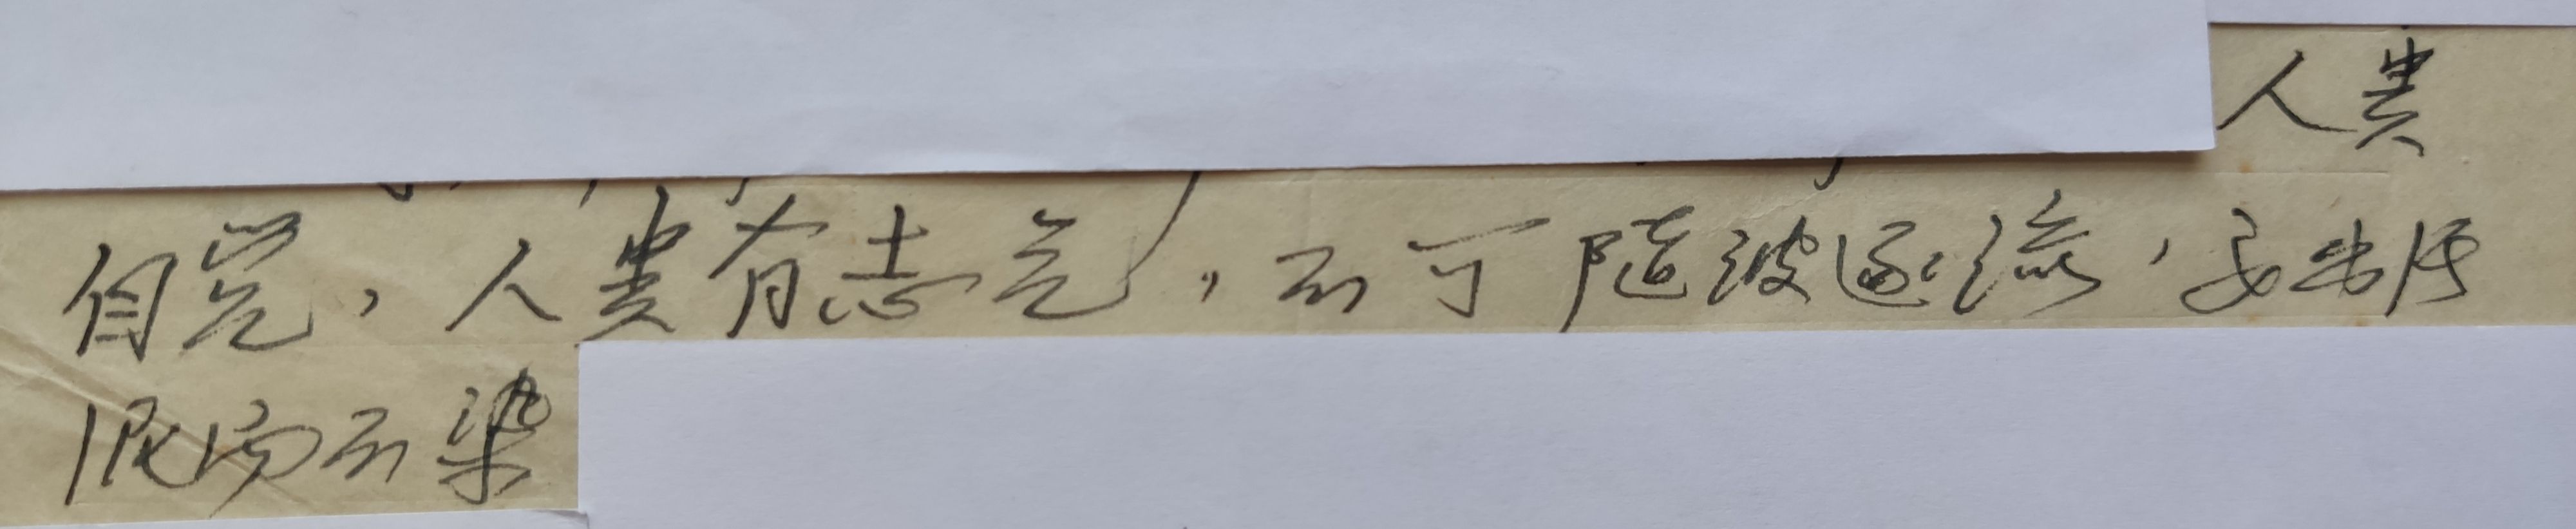 人贵
自觉,人贵有志气,不可随波逐流,要出污
泥而不染